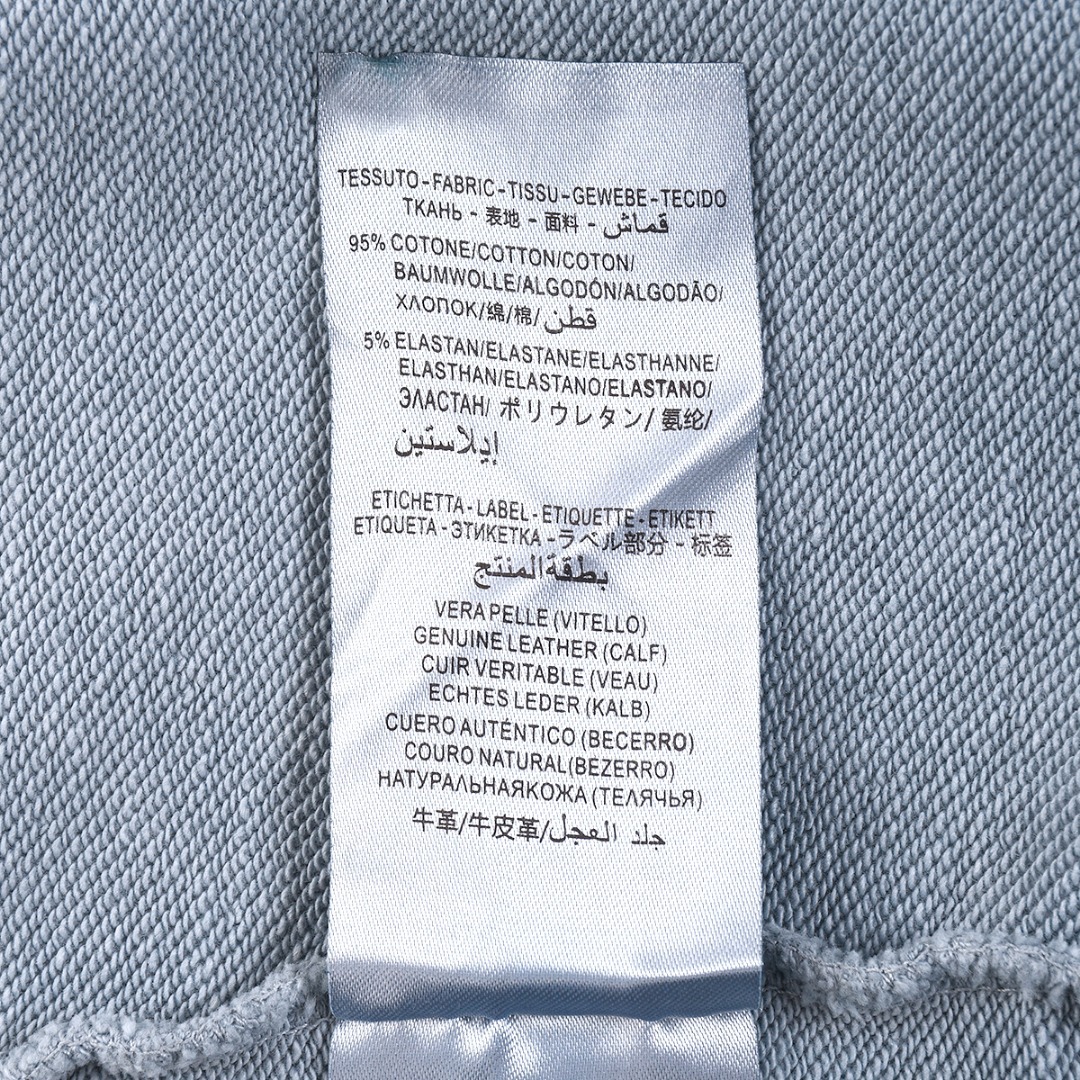 TESSUTO-FABRIC-TISSU-GEWEBE-TECIDO
ТКАНЬ - 表地 - 面料 - قماش
95% COTONE/COTTON/COTON/
BAUMWOLLE/ALGODÓN/ALGODÃO/
ХЛОПОК/绵/棉/قطن
5% ELASTAN/ELASTANE/ELASTHANNE/
ELASTHAN/ELASTANO/ELASTANO/
ЭЛАСТАН/ ポリウレタン/ 氨纶/
إيلاستين
ETICHETTA-LABEL-ETIQUETTE-ETIKETT
ETIQUETA-ЭТИКЕТКА-ラベル部分 - 标签
بطقةالمنتج
VERA PELLE (VITELLO)
GENUINE LEATHER (CALF)
CUIR VERITABLE (VEAU)
ECHTES LEDER (KALB)
CUERO AUTÉNTICO (BECERRO)
COURO NATURAL(BEZERRO)
НАТУРАЛЬНАЯКОЖА (ТЕЛЯЧЬЯ)
牛革/牛皮革/جلد العجل